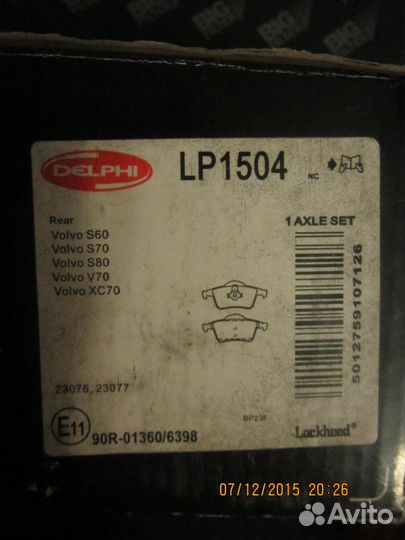 DELPHI
LP1504
NC
Rear
Volvo S60
Volvo S70
Volvo S80
Volvo V70
Volvo XC70
1 AXLE SET
5012759107126
23076, 23077
BP23F
E11
90R-01360/6398
Lockheed
07/12/2015 20:26
Avito